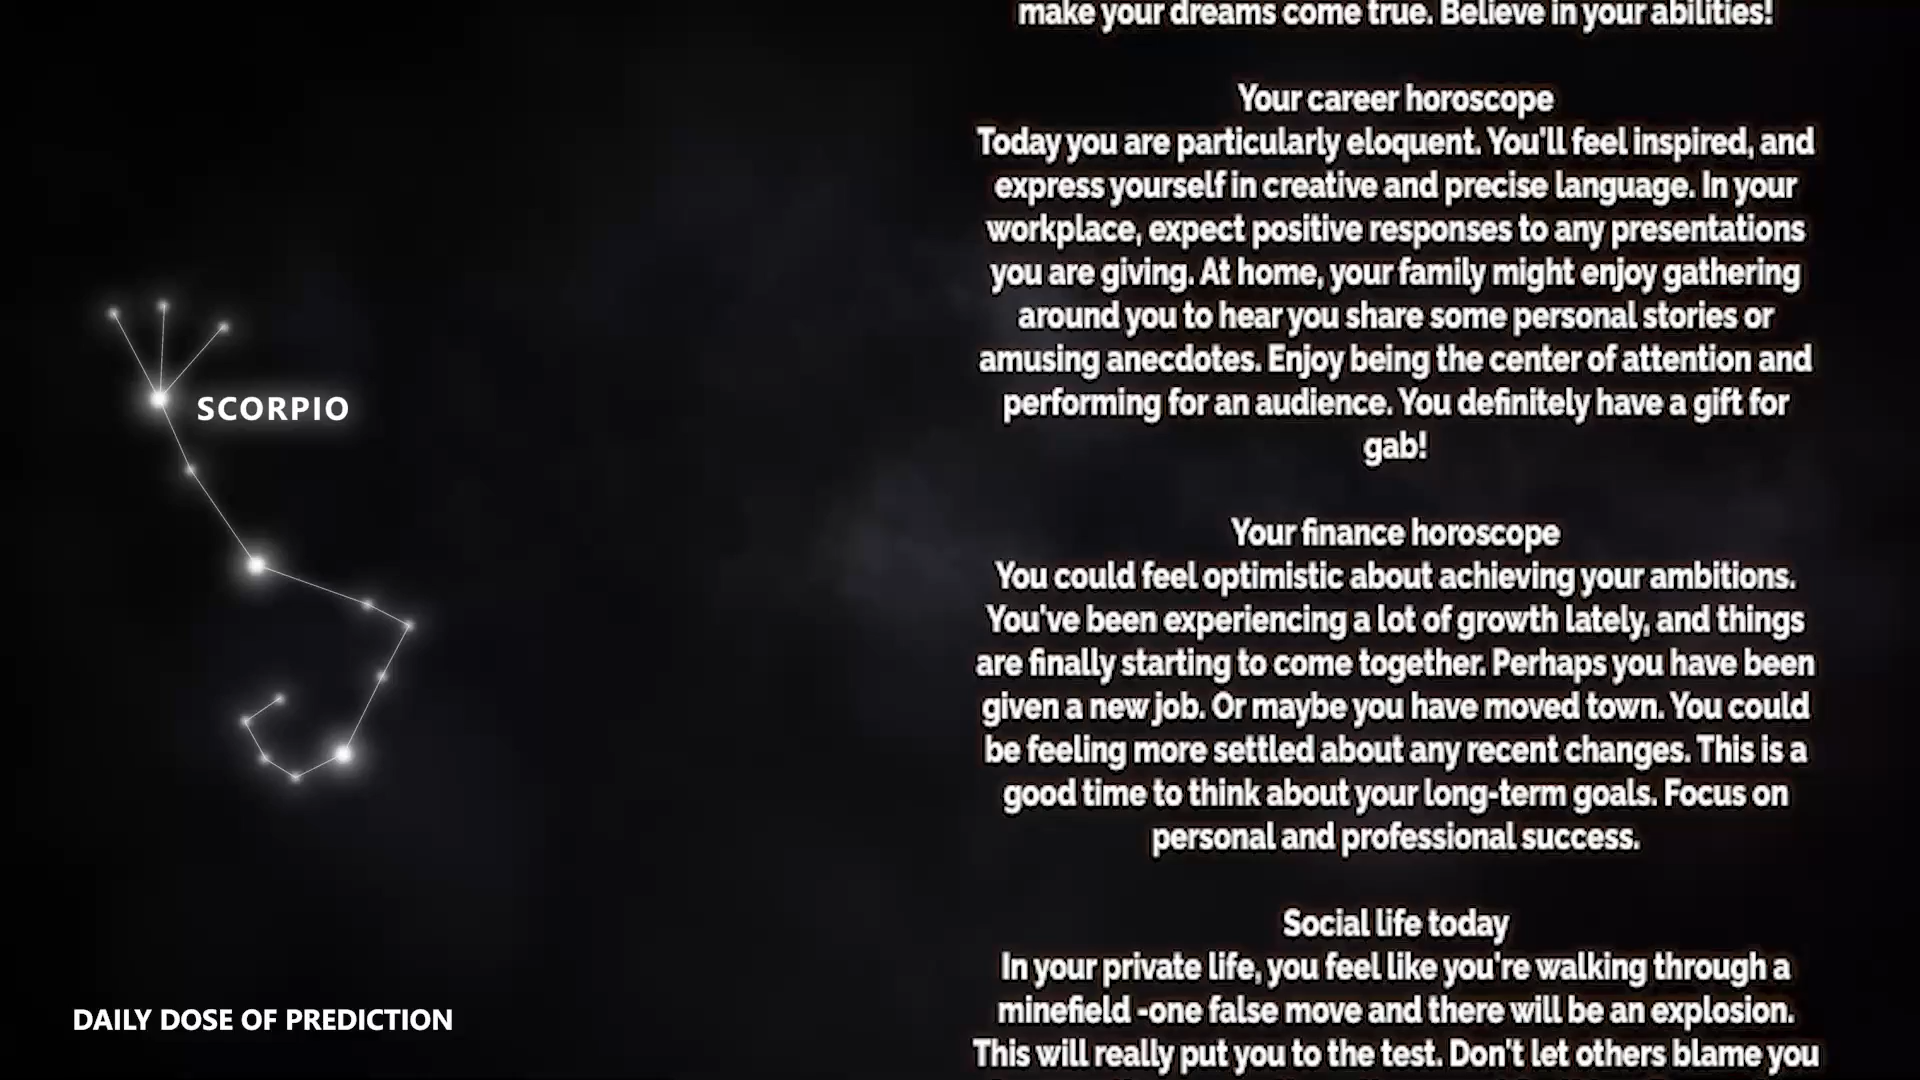 make your dreams come true. Believe in your abilities!
Your career horoscope
Today you are particularly eloquent. You'll feel inspired, and
express yourself in creative and precise language. In your
workplace, expect positive responses to any presentations
you are giving. At home, your family might enjoy gathering
around you to hear you share some personal stories or
amusing anecdotes. Enjoy being the center of attention and
performing for an audience. You definitely have a gift for
gab!
Your finance horoscope
You could feel optimistic about achieving your ambitions.
You've been experiencing a lot of growth lately, and things
are finally starting to come together. Perhaps you have been
given a new job. Or maybe you have moved town. You could
be feeling more settled about any recent changes. This is a
good time to think about your long-term goals. Focus on
personal and professional success.
Social life today
In your private life, you feel like you're walking through a
minefield -one false move and there will be an explosion.
This will really put you to the test. Don't let others blame you
SCORPIO
DAILY DOSE OF PREDICTION